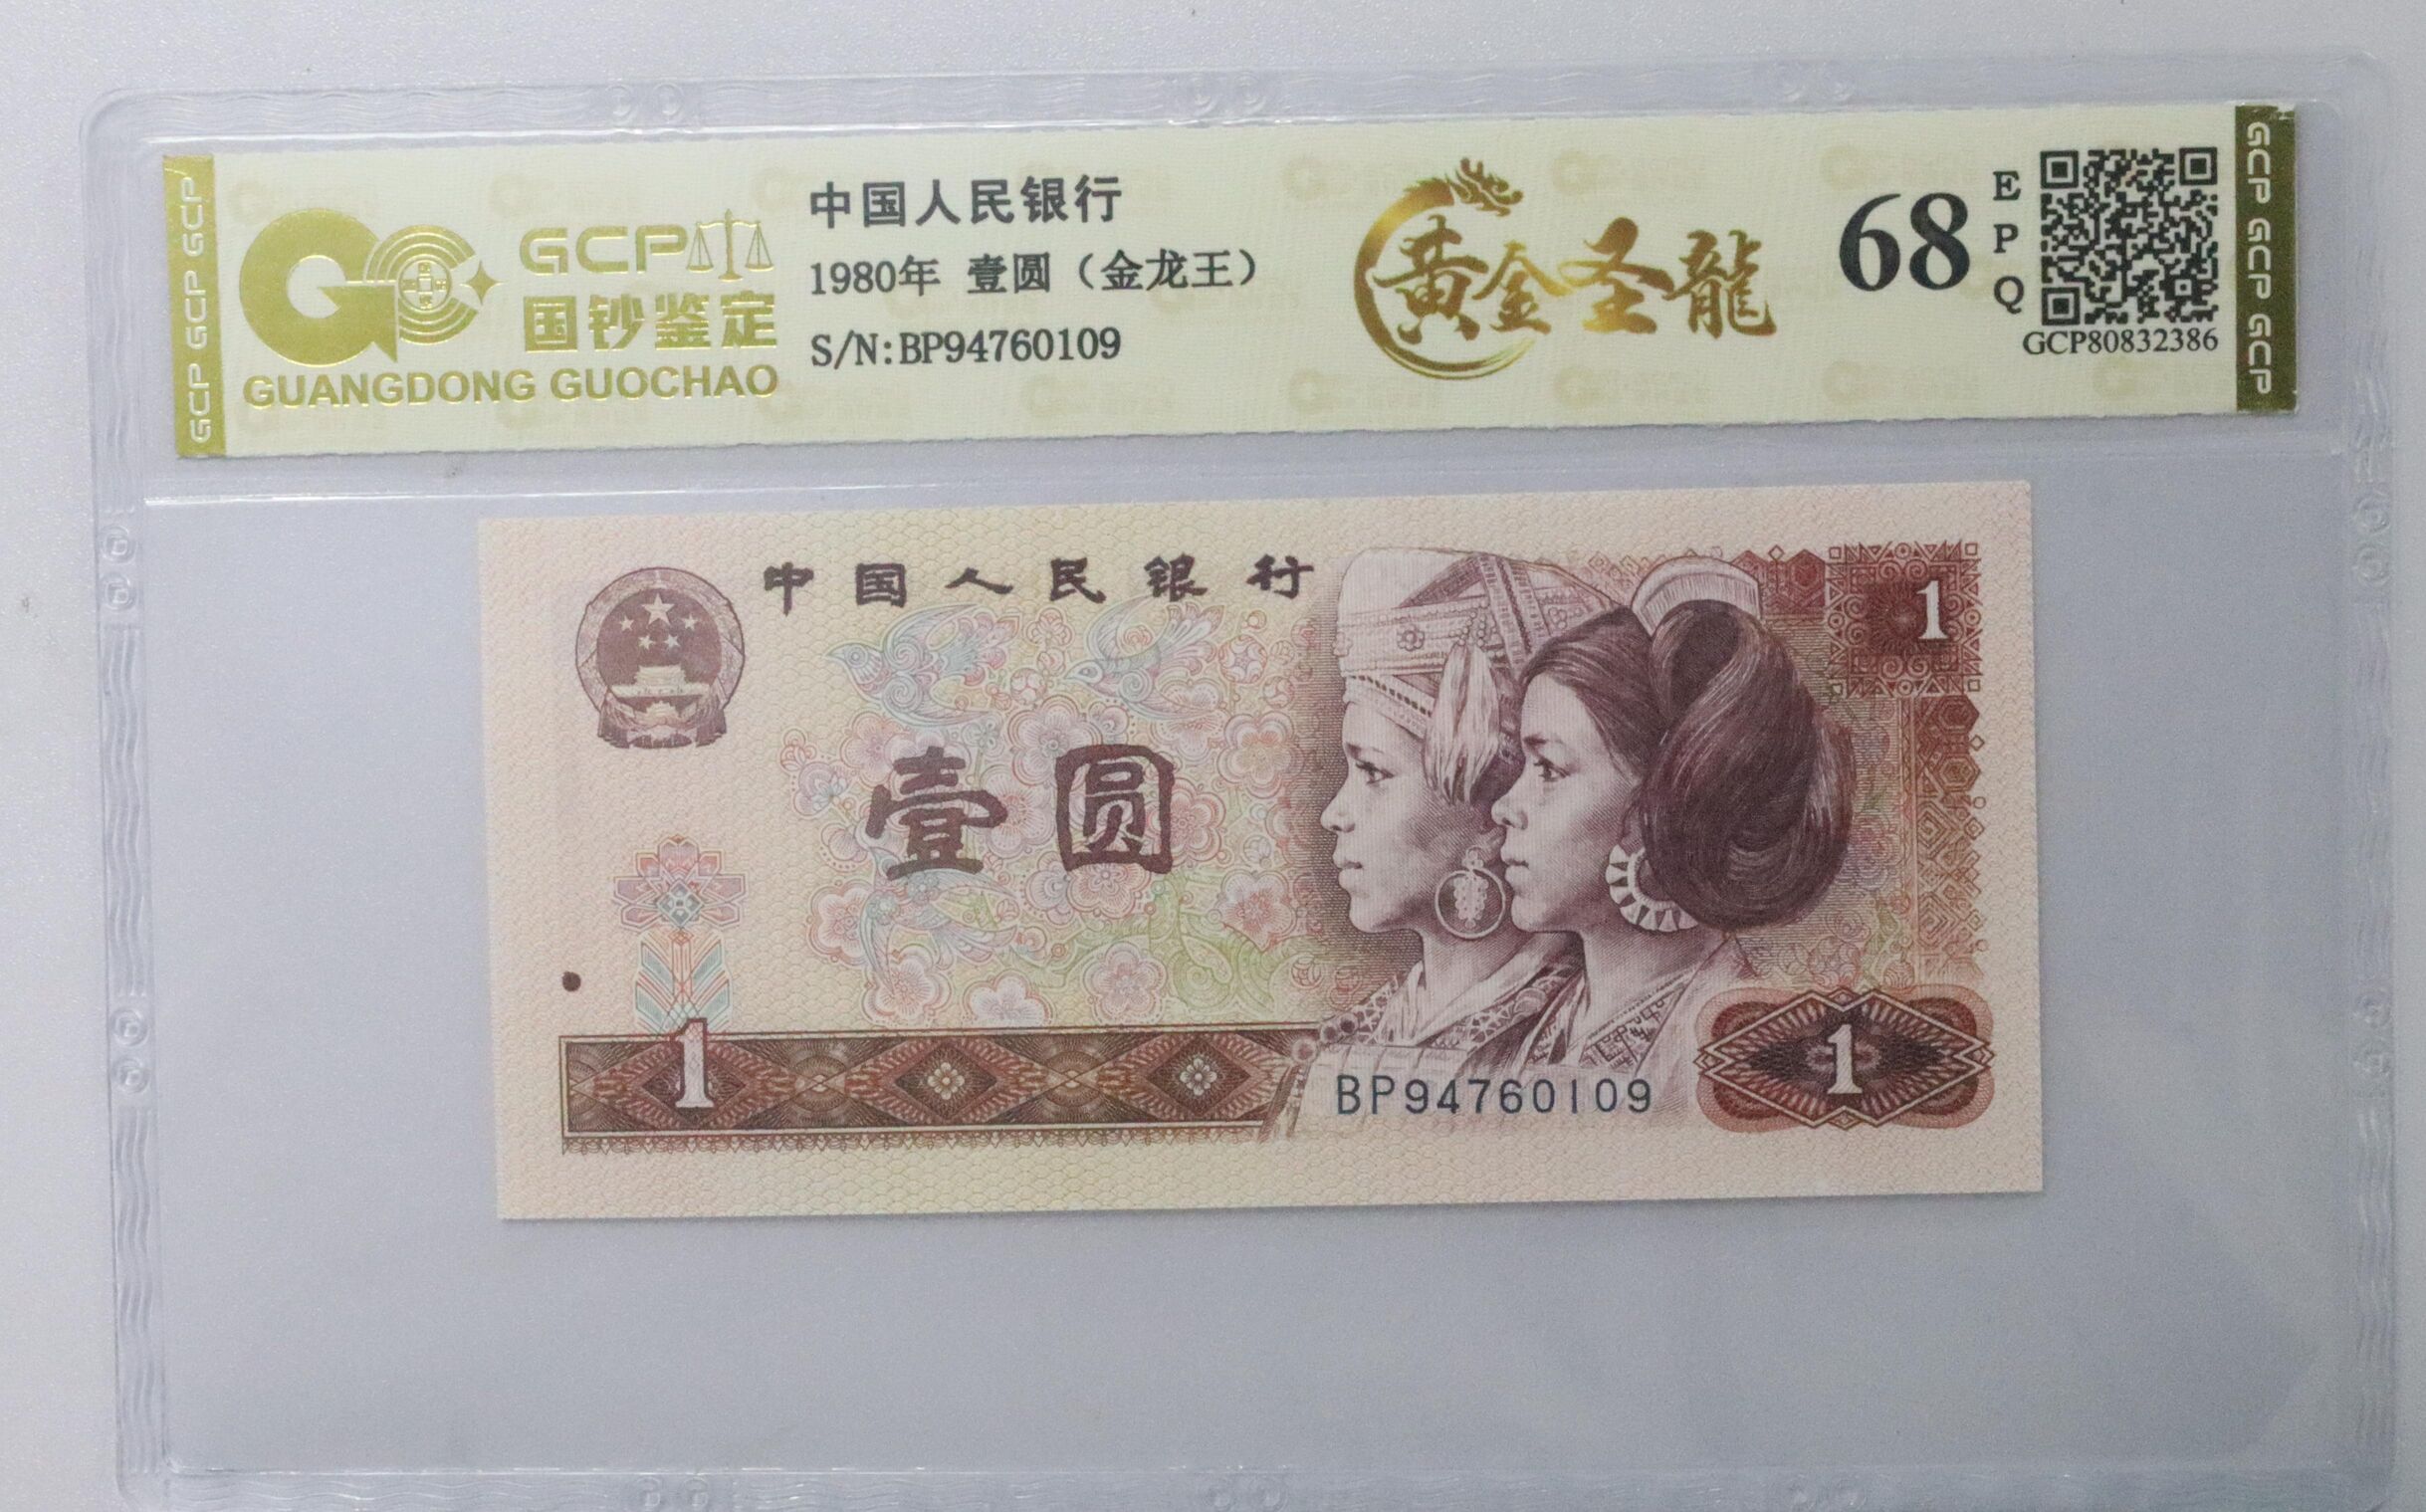 GCP GCP GCP
GCP
国钞鉴定
GUANGDONG GUOCHAO
中国人民银行
1980年 壹圆（金龙王）
S/N:BP94760109
黄金圣龍
68
EPQ
GCP80832386
GCP GCP GCP
中国人民银行
1
壹圆
1
BP94760109
1